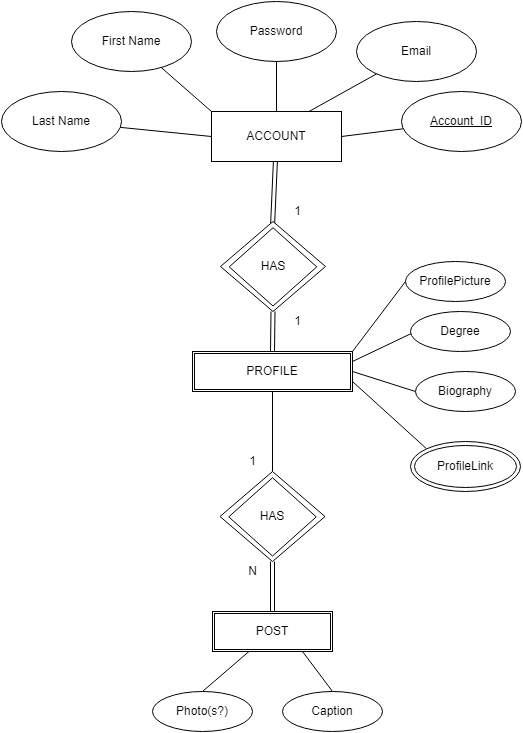 Password
First Name
Email
Last Name
Account_ID
ACCOUNT
1
HAS
ProfilePicture
1
Degree
PROFILE
Biography
1
ProfileLink
HAS
N
POST
Photo(s?)
Caption